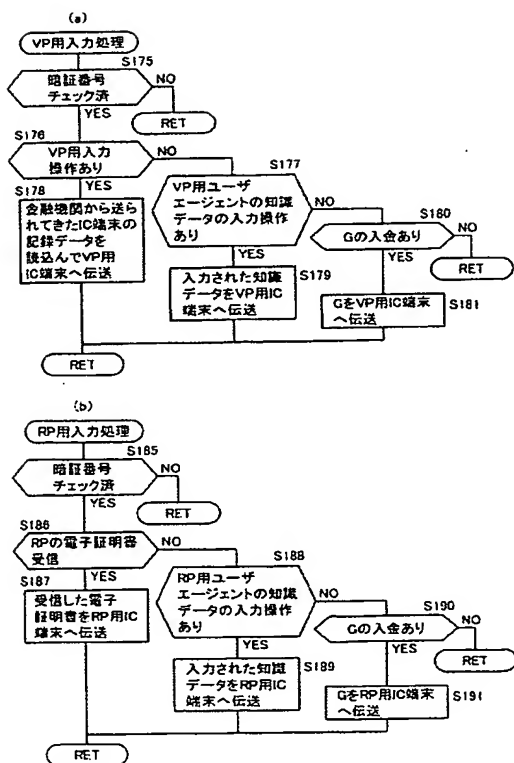 (a)
VP用入力処理
S175
暗証番号
チェック済
NO
YES
RET
S176
VP用入力
操作あり
NO
YES
S178
金融機関から送ら
れてきたIC端末の
記録データを
読込んでVP用
IC端末へ伝送
S177
VP用ユーザ
エージェントの知識
データの入力操作
あり
NO
YES
S179
入力された知識
データをVP用IC
端末へ伝送
S180
Gの入金あり
NO
YES
RET
S181
GをVP用IC端末
へ伝送
RET
(b)
RP用入力処理
S185
暗証番号
チェック済
NO
YES
RET
S186
RPの電子証明書
受信
NO
YES
S187
受信した電子
証明書をRP用IC
端末へ伝送
S188
RP用ユーザ
エージェントの知識
データの入力操作
あり
NO
YES
S189
入力された知識
データをRP用IC
端末へ伝送
S190
Gの入金あり
NO
YES
RET
S191
GをRP用IC端末
へ伝送
RET